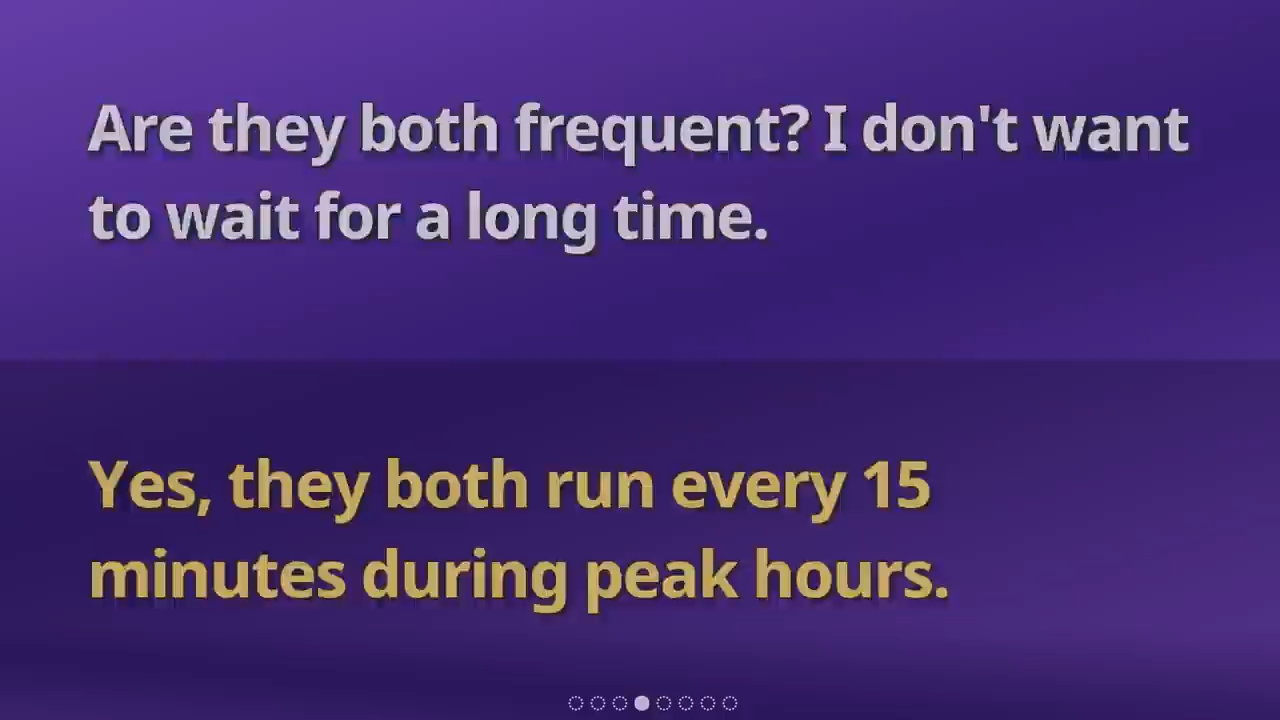 Are they both frequent? I don't want
to wait for a long time.
Yes, they both run every 15
minutes during peak hours.